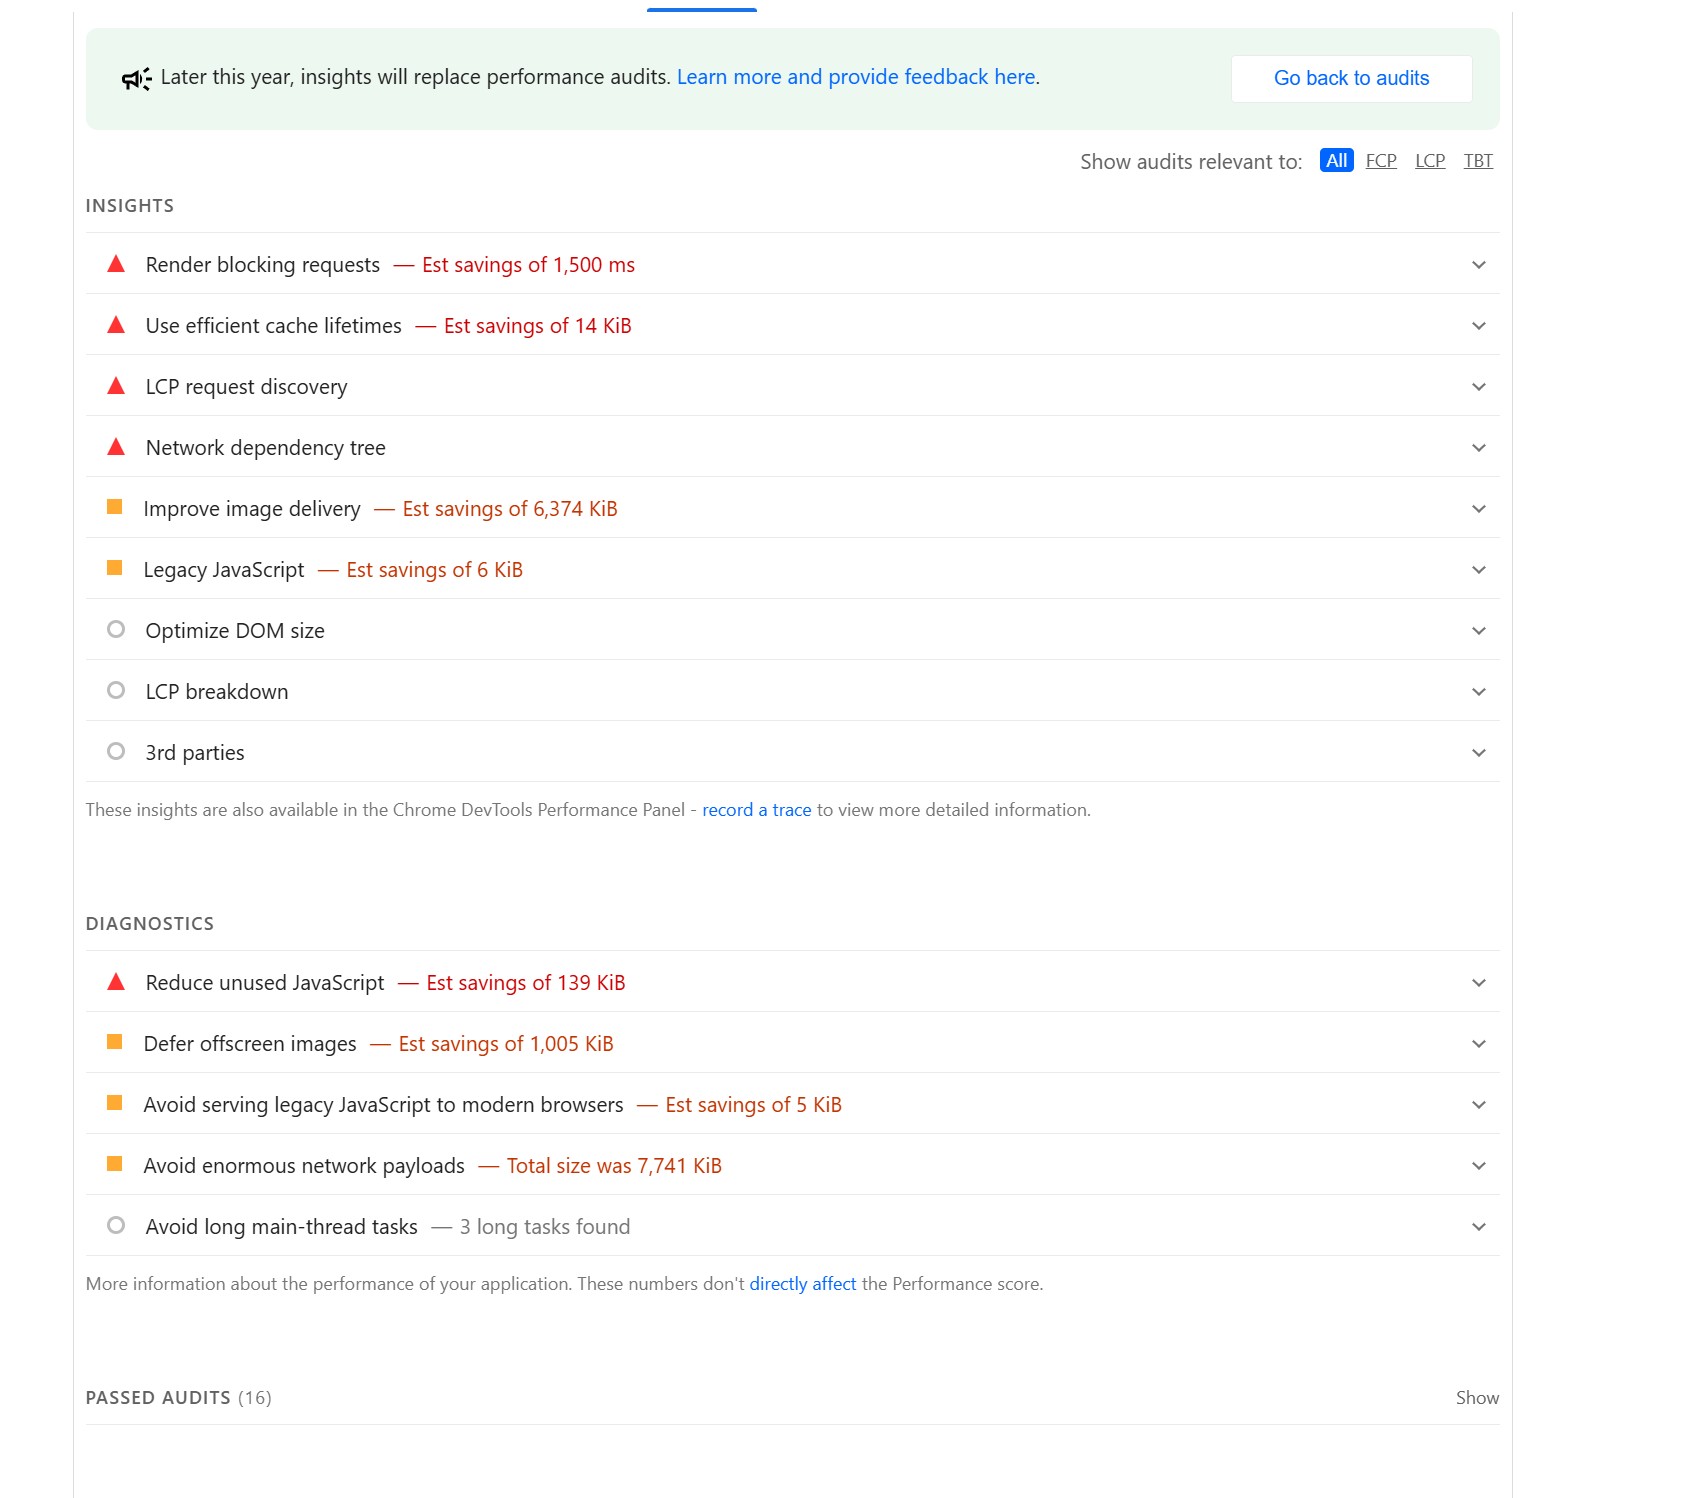 Later this year, insights will replace performance audits. Learn more and provide feedback here.
Go back to audits
Show audits relevant to: All FCP LCP TBT
INSIGHTS
Render blocking requests — Est savings of 1,500 ms
Use efficient cache lifetimes — Est savings of 14 KiB
LCP request discovery
Network dependency tree
Improve image delivery — Est savings of 6,374 KiB
Legacy JavaScript — Est savings of 6 KiB
Optimize DOM size
LCP breakdown
3rd parties
These insights are also available in the Chrome DevTools Performance Panel - record a trace to view more detailed information.
DIAGNOSTICS
Reduce unused JavaScript — Est savings of 139 KiB
Defer offscreen images — Est savings of 1,005 KiB
Avoid serving legacy JavaScript to modern browsers — Est savings of 5 KiB
Avoid enormous network payloads — Total size was 7,741 KiB
Avoid long main-thread tasks — 3 long tasks found
More information about the performance of your application. These numbers don't directly affect the Performance score.
PASSED AUDITS (16)
Show